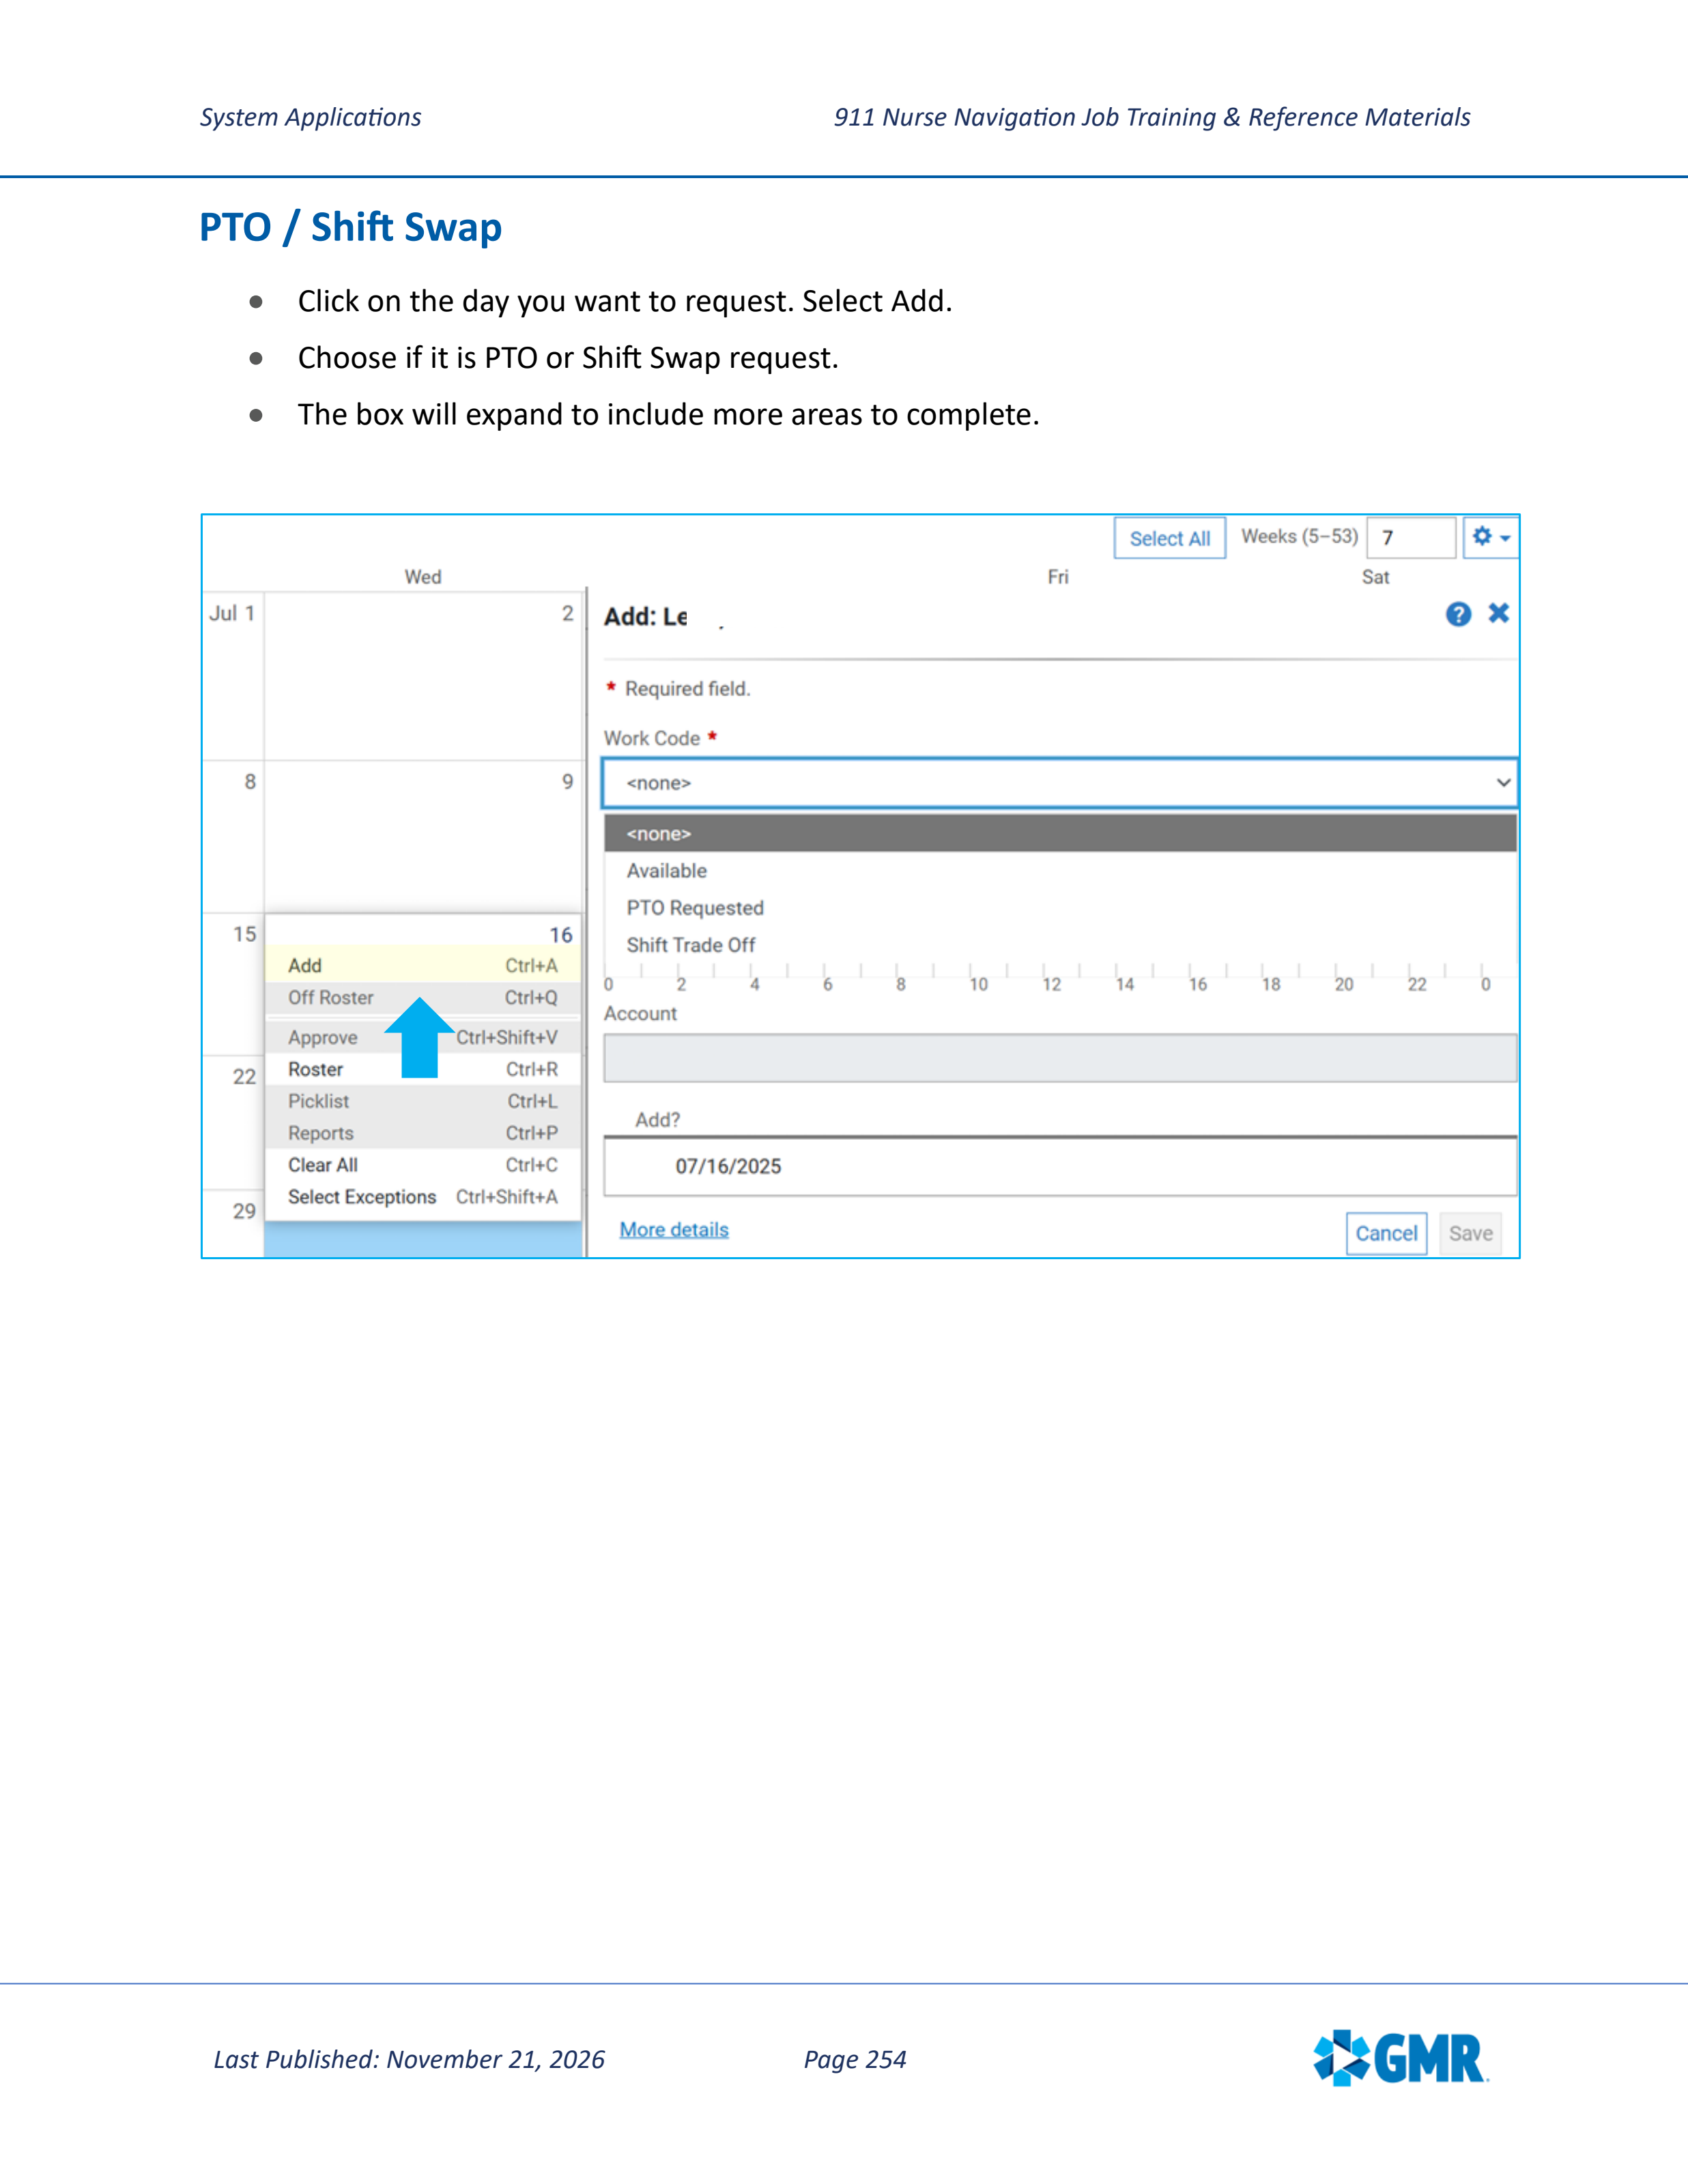 System Applications
911 Nurse Navigation Job Training & Reference Materials
PTO / Shift Swap
● Click on the day you want to request. Select Add.
● Choose if it is PTO or Shift Swap request.
● The box will expand to include more areas to complete.
Select All Weeks (5–53) 7
Wed Fri Sat
Jul 1 2
8 9
15 16
Add Ctrl+A
Off Roster Ctrl+Q
Approve Ctrl+Shift+V
Roster Ctrl+R
22
Picklist Ctrl+L
Reports Ctrl+P
Clear All Ctrl+C
Select Exceptions Ctrl+Shift+A
29
Add: Le
* Required field.
Work Code *
<none>
<none>
Available
PTO Requested
Shift Trade Off
0 2 4 6 8 10 12 14 16 18 20 22 0
Account
Add?
07/16/2025
More details Cancel Save
Last Published: November 21, 2026 Page 254
GMR